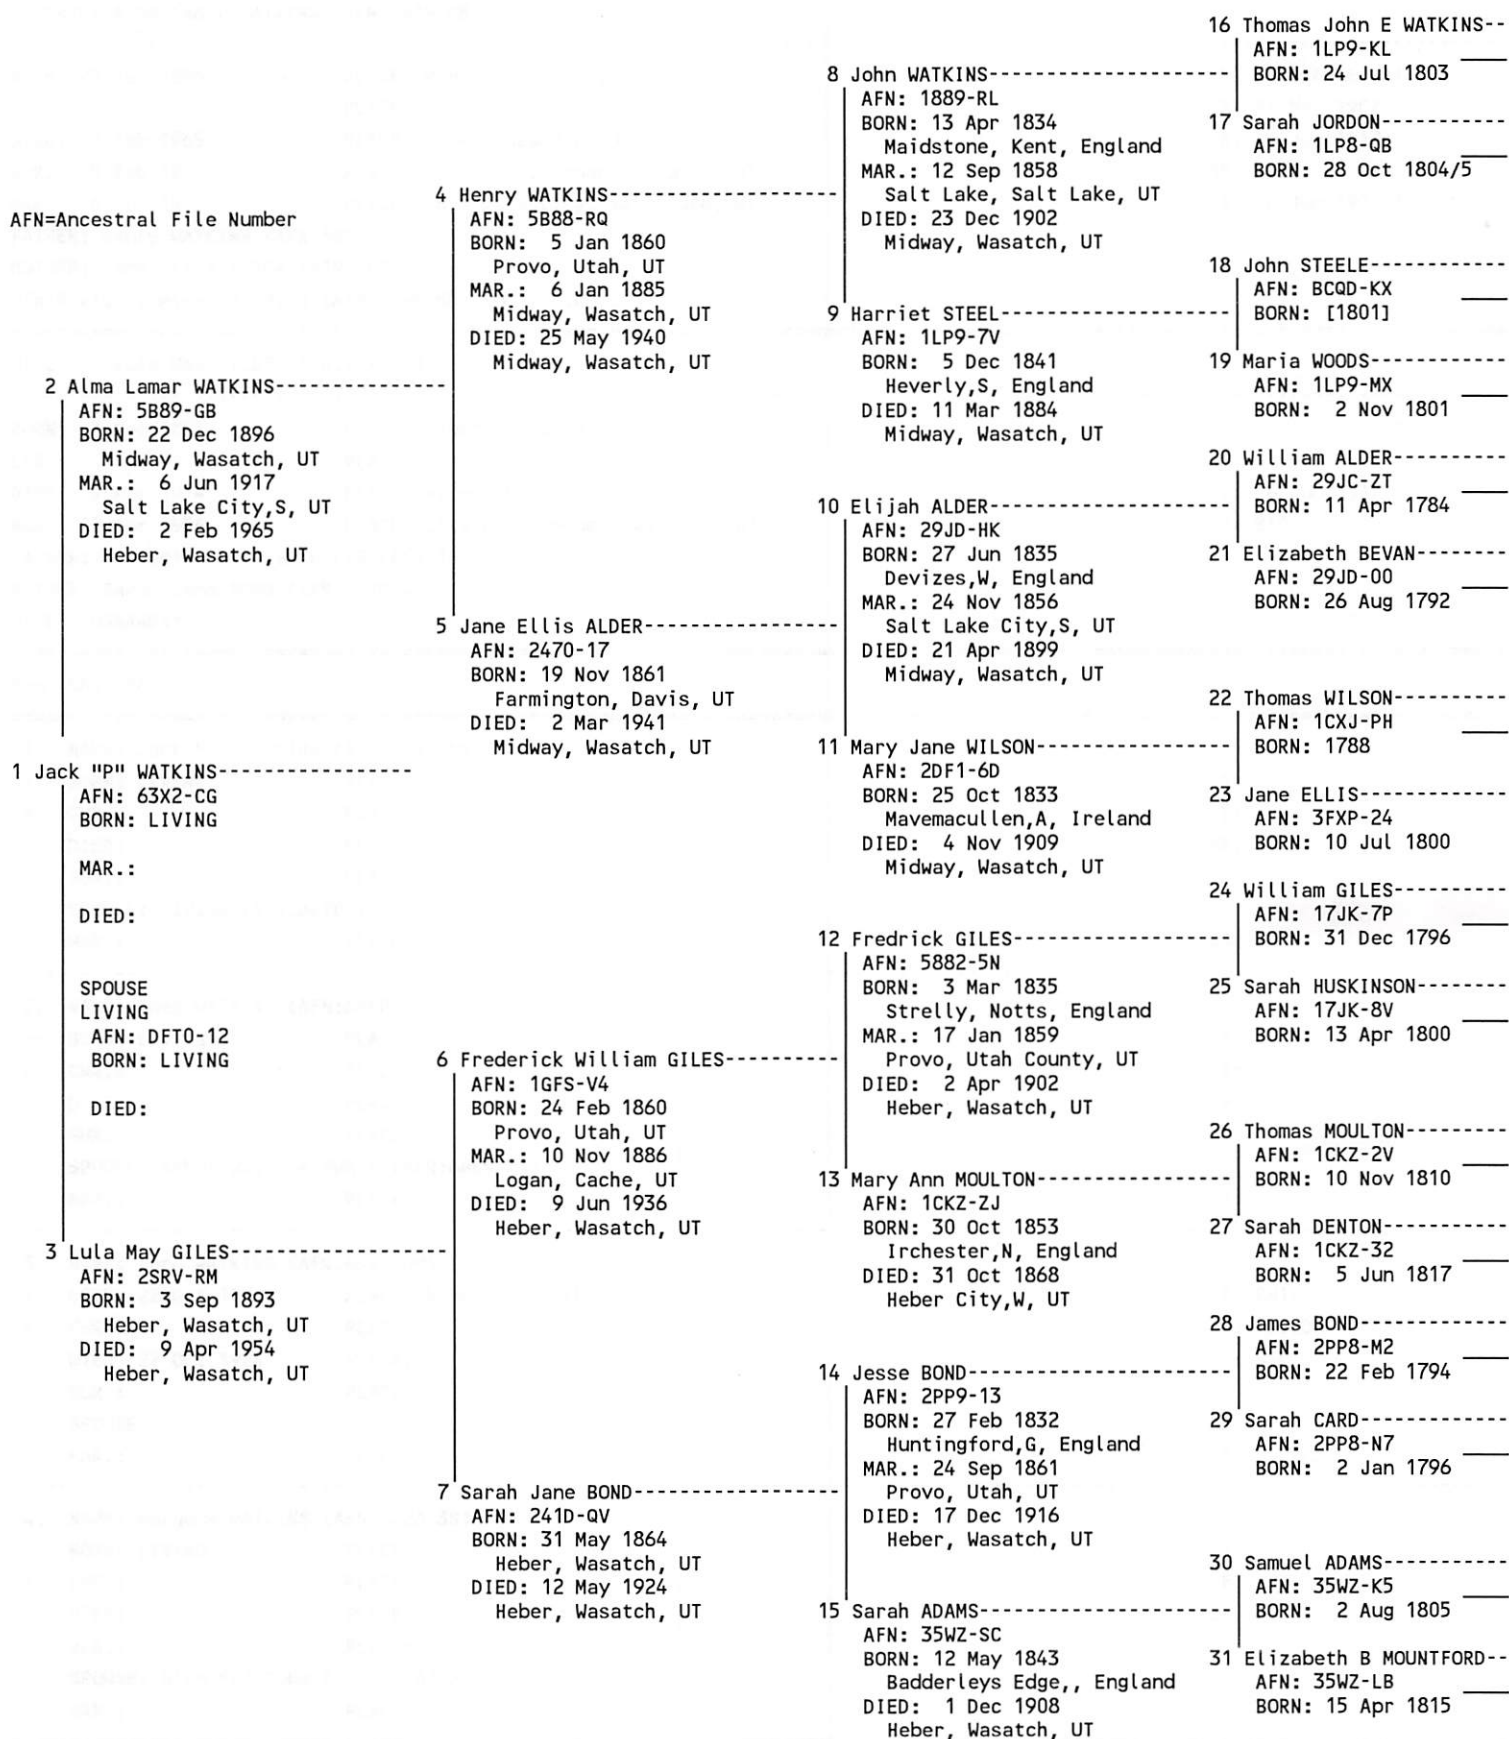 AFN=Ancestral File Number
1 Jack "P" WATKINS----------------
AFN: 63X2-CG
BORN: LIVING
MAR.:
DIED:
SPOUSE
LIVING
AFN: DFT0-12
BORN: LIVING
DIED:
2 Alma Lamar WATKINS--------------
AFN: 5B89-GB
BORN: 22 Dec 1896
Midway, Wasatch, UT
MAR.: 6 Jun 1917
Salt Lake City,S, UT
DIED: 2 Feb 1965
Heber, Wasatch, UT
3 Lula May GILES------------------
AFN: 2SRV-RM
BORN: 3 Sep 1893
Heber, Wasatch, UT
DIED: 9 Apr 1954
Heber, Wasatch, UT
4 Henry WATKINS-------------------
AFN: 5B88-RQ
BORN: 5 Jan 1860
Provo, Utah, UT
MAR.: 6 Jan 1885
Midway, Wasatch, UT
DIED: 25 May 1940
Midway, Wasatch, UT
5 Jane Ellis ALDER----------------
AFN: 2470-17
BORN: 19 Nov 1861
Farmington, Davis, UT
DIED: 2 Mar 1941
Midway, Wasatch, UT
6 Frederick William GILES---------
AFN: 1GFS-V4
BORN: 24 Feb 1860
Provo, Utah, UT
MAR.: 10 Nov 1886
Logan, Cache, UT
DIED: 9 Jun 1936
Heber, Wasatch, UT
7 Sarah Jane BOND-----------------
AFN: 241D-QV
BORN: 31 May 1864
Heber, Wasatch, UT
DIED: 12 May 1924
Heber, Wasatch, UT
8 John WATKINS--------------------
AFN: 1889-RL
BORN: 13 Apr 1834
Maidstone, Kent, England
MAR.: 12 Sep 1858
Salt Lake, Salt Lake, UT
DIED: 23 Dec 1902
Midway, Wasatch, UT
9 Harriet STEEL-------------------
AFN: 1LP9-7V
BORN: 5 Dec 1841
Heverly,S, England
DIED: 11 Mar 1884
Midway, Wasatch, UT
10 Elijah ALDER--------------------
AFN: 29JD-HK
BORN: 27 Jun 1835
Devizes,W, England
MAR.: 24 Nov 1856
Salt Lake City,S, UT
DIED: 21 Apr 1899
Midway, Wasatch, UT
11 Mary Jane WILSON----------------
AFN: 2DF1-6D
BORN: 25 Oct 1833
Mavemacullen,A, Ireland
DIED: 4 Nov 1909
Midway, Wasatch, UT
12 Fredrick GILES------------------
AFN: 5882-5N
BORN: 3 Mar 1835
Strelly, Notts, England
MAR.: 17 Jan 1859
Provo, Utah County, UT
DIED: 2 Apr 1902
Heber, Wasatch, UT
13 Mary Ann MOULTON----------------
AFN: 1CKZ-ZJ
BORN: 30 Oct 1853
Irchester,N, England
DIED: 31 Oct 1868
Heber City,W, UT
14 Jesse BOND----------------------
AFN: 2PP9-13
BORN: 27 Feb 1832
Huntingford,G, England
MAR.: 24 Sep 1861
Provo, Utah, UT
DIED: 17 Dec 1916
Heber, Wasatch, UT
15 Sarah ADAMS---------------------
AFN: 35WZ-SC
BORN: 12 May 1843
Badderleys Edge,, England
DIED: 1 Dec 1908
Heber, Wasatch, UT
16 Thomas John E WATKINS--
AFN: 1LP9-KL
BORN: 24 Jul 1803
17 Sarah JORDON-----------
AFN: 1LP8-QB
BORN: 28 Oct 1804/5
18 John STEELE------------
AFN: BCQD-KX
BORN: [1801]
19 Maria WOODS------------
AFN: 1LP9-MX
BORN: 2 Nov 1801
20 William ALDER----------
AFN: 29JC-ZT
BORN: 11 Apr 1784
21 Elizabeth BEVAN--------
AFN: 29JD-00
BORN: 26 Aug 1792
22 Thomas WILSON----------
AFN: 1CXJ-PH
BORN: 1788
23 Jane ELLIS-------------
AFN: 3FXP-24
BORN: 10 Jul 1800
24 William GILES----------
AFN: 17JK-7P
BORN: 31 Dec 1796
25 Sarah HUSKINSON--------
AFN: 17JK-8V
BORN: 13 Apr 1800
26 Thomas MOULTON---------
AFN: 1CKZ-2V
BORN: 10 Nov 1810
27 Sarah DENTON-----------
AFN: 1CKZ-32
BORN: 5 Jun 1817
28 James BOND-------------
AFN: 2PP8-M2
BORN: 22 Feb 1794
29 Sarah CARD-------------
AFN: 2PP8-N7
BORN: 2 Jan 1796
30 Samuel ADAMS-----------
AFN: 35WZ-K5
BORN: 2 Aug 1805
31 Elizabeth B MOUNTFORD--
AFN: 35WZ-LB
BORN: 15 Apr 1815